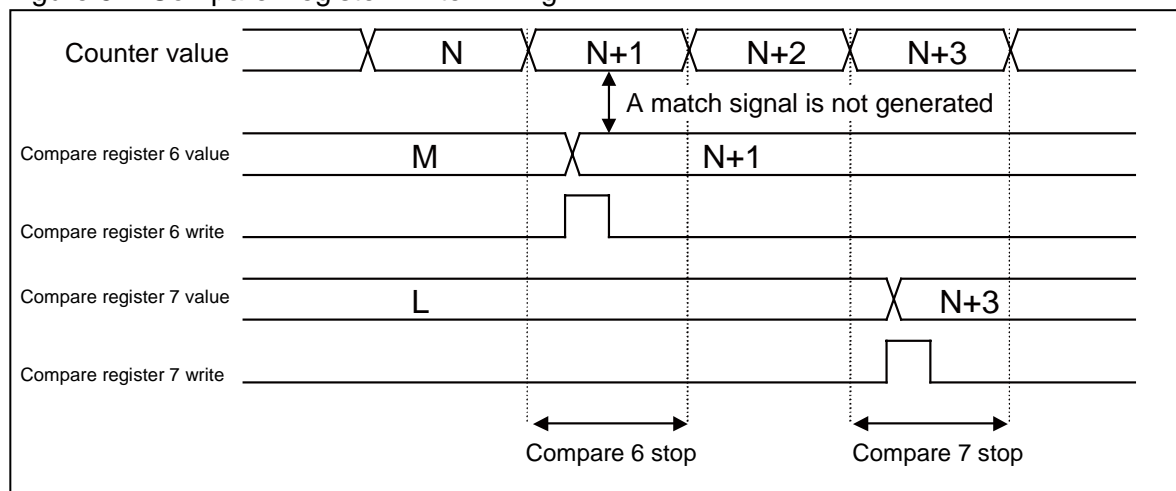 Counter value N N+1 N+2 N+3
A match signal is not generated
Compare register 6 value M N+1
Compare register 6 write
Compare register 7 value L N+3
Compare register 7 write
Compare 6 stop Compare 7 stop